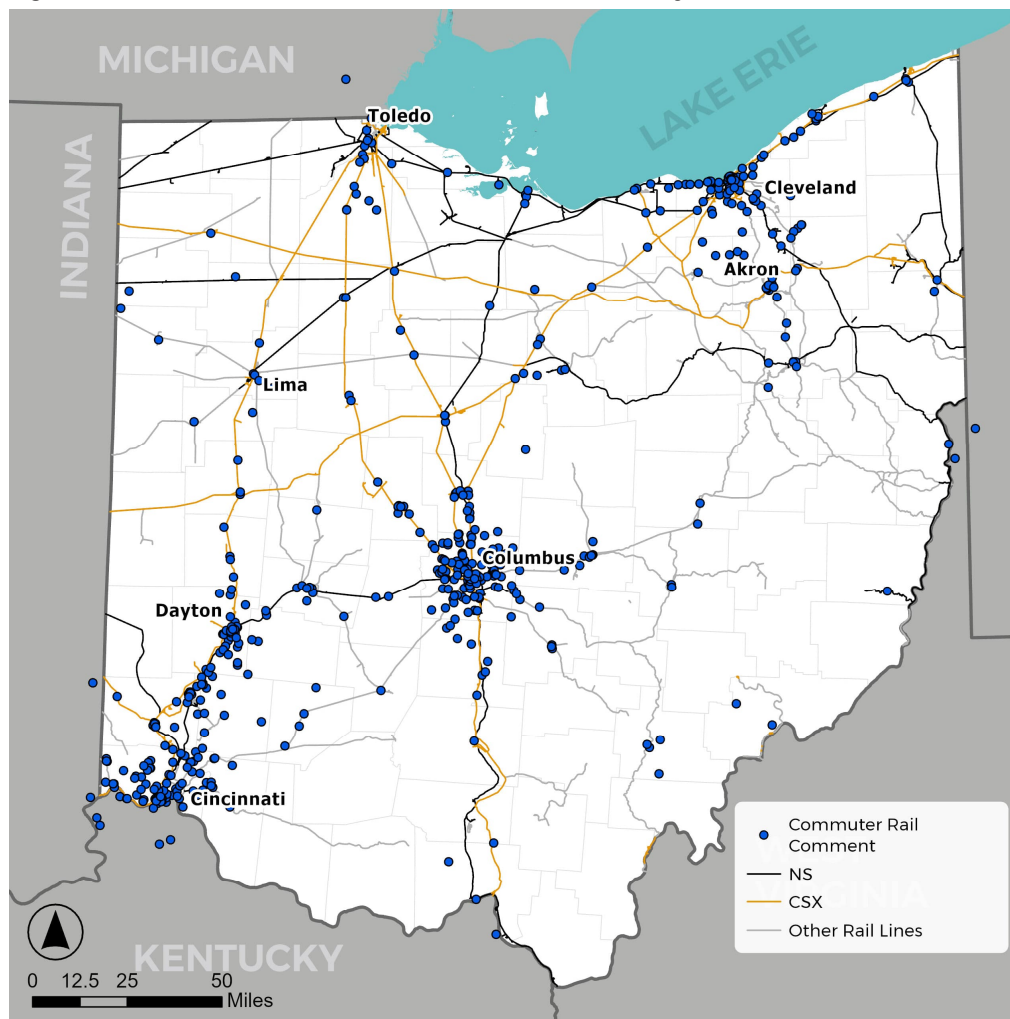 MICHIGAN
LAKE ERIE
Toledo
INDIANA
Cleveland
Akron
Lima
Columbus
Dayton
Cincinnati
Commuter Rail
Comment
NS
CSX
Other Rail Lines
VIRGINIA
KENTUCKY
0 12.5 25 50
Miles